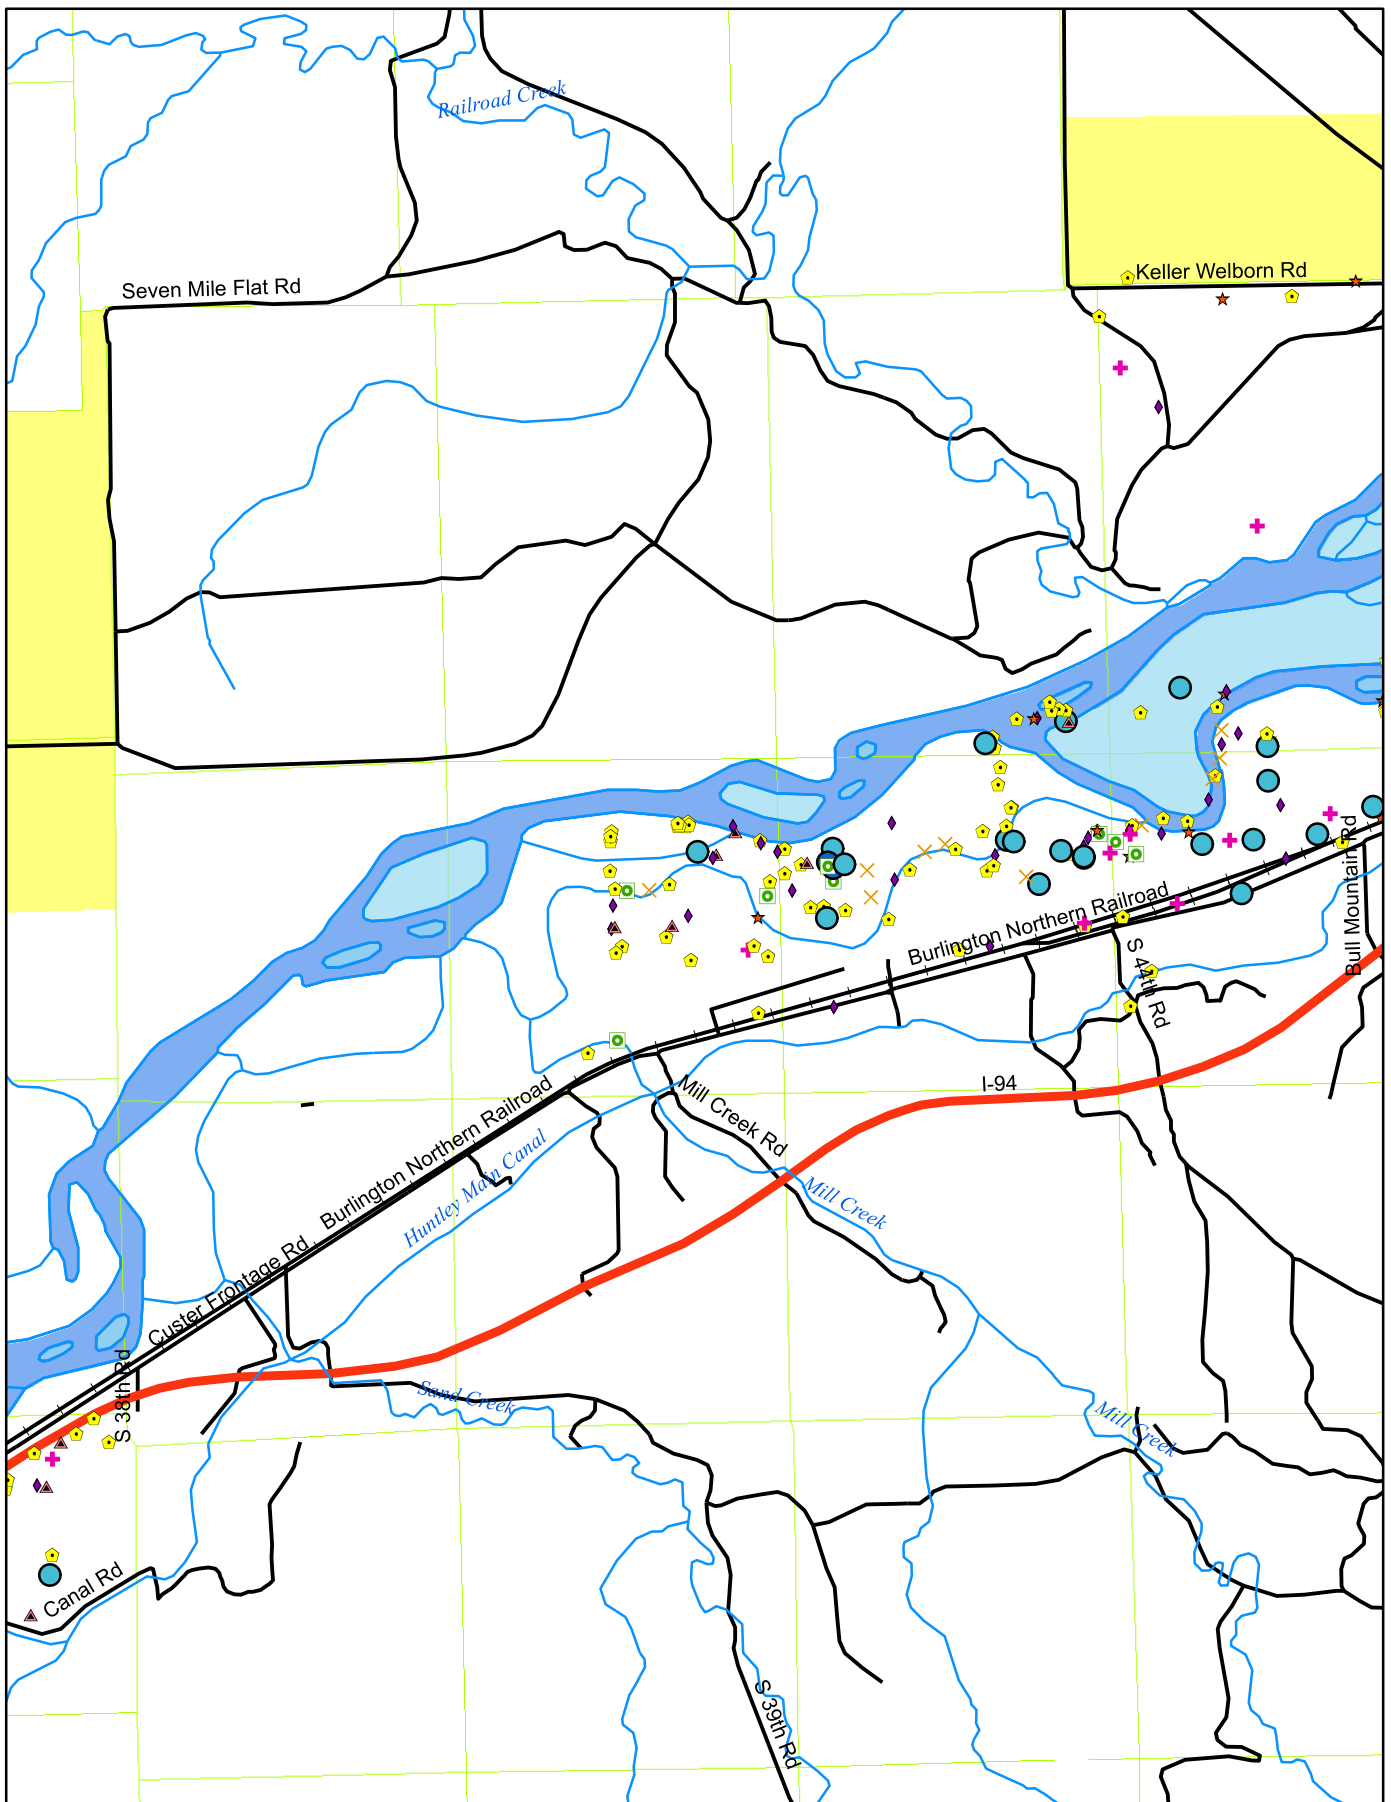 Railroad Creek
Keller Welborn Rd
Seven Mile Flat Rd
Bull Mountain Rd
Burlington Northern Railroad
S 44th Rd
I-94
Burlington Northern Railroad
Mill Creek Rd
Huntley Main Canal
Mill Creek
Custer Frontage Rd
S 38th Rd
Sand Creek
Mill Creek
Canal Rd
S 39th Rd